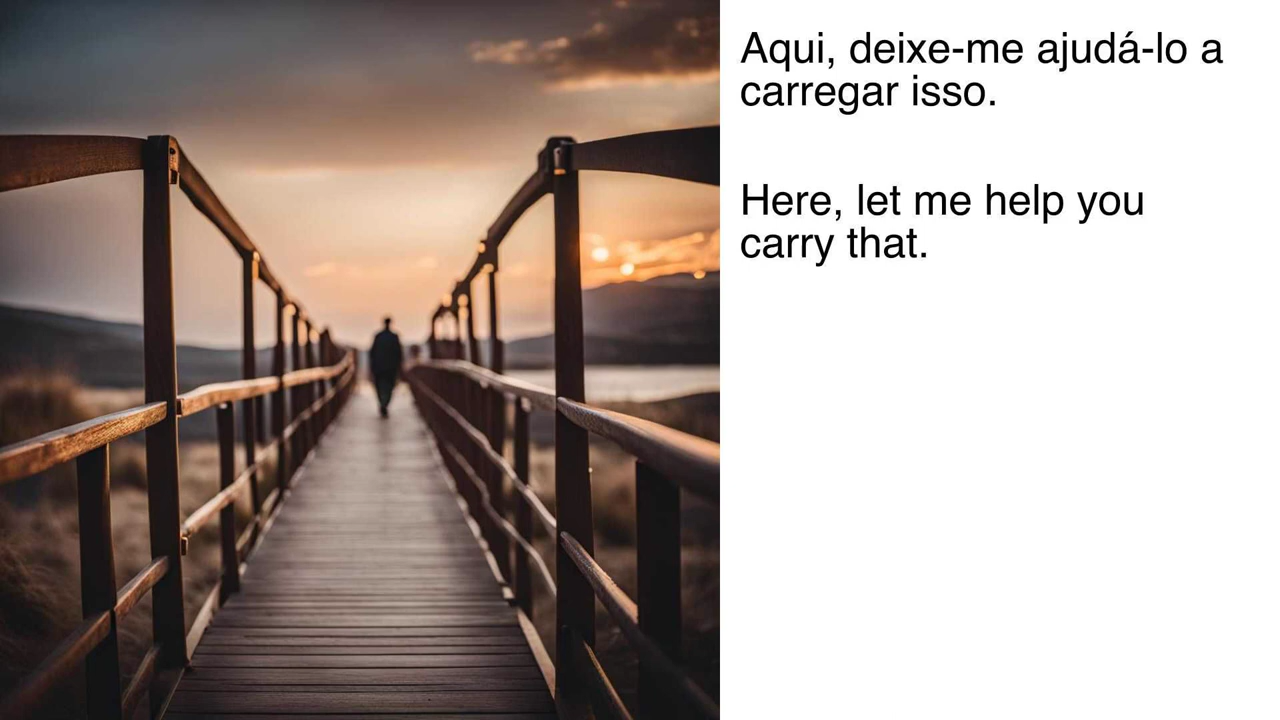 Aqui, deixe-me ajudá-lo a
carregar isso.
Here, let me help you
carry that.